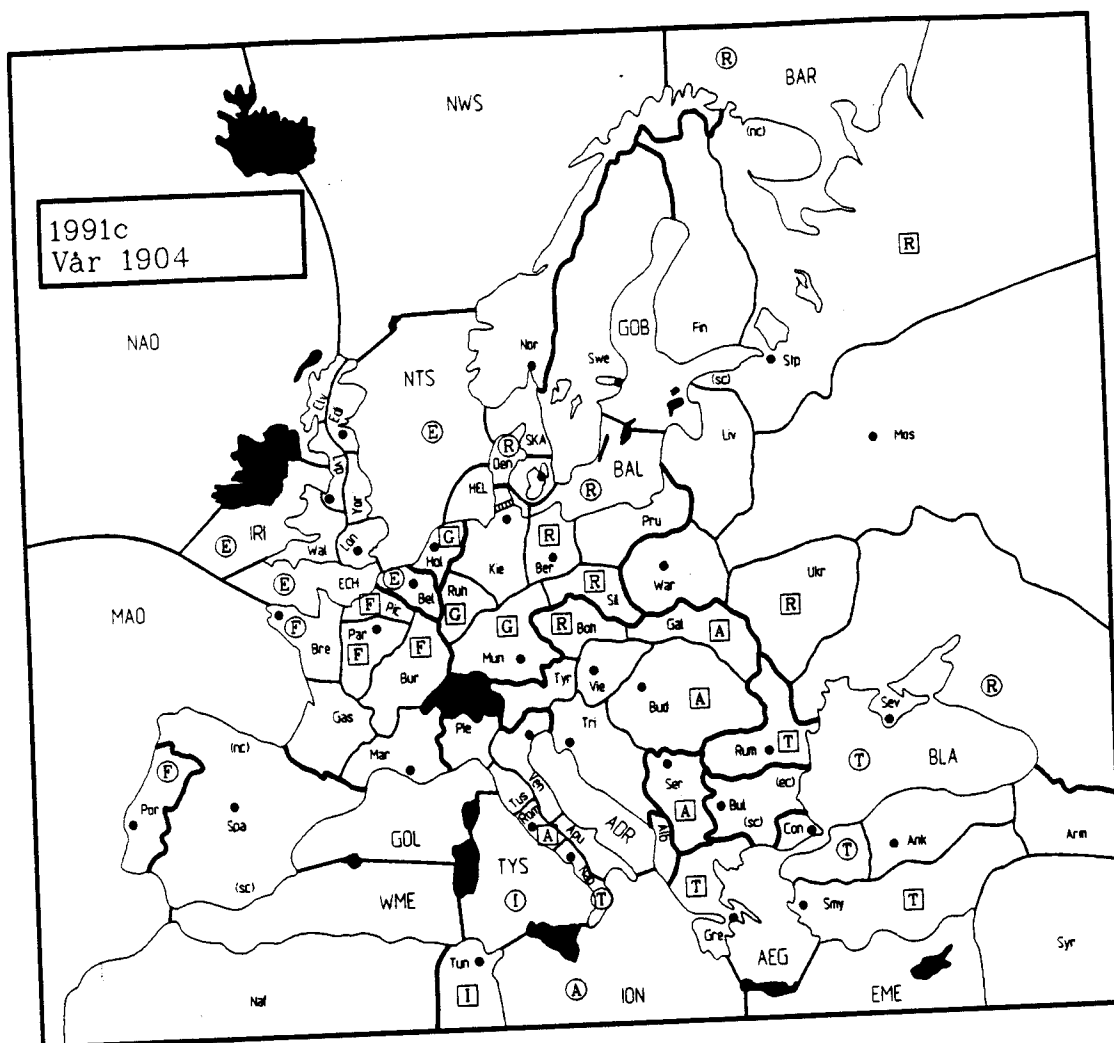 R
BAR
NWS
(nc)
1991c
Vår 1904
R
NAO
GOB
Fin
Nor
NTS
Swe
Stp
(sc)
Cly
Ed
E
R
SKA
Den
Liv
Mos
BAL
Lvp
HEL
R
Yor
IRI
E
Wal
Lon
G
Hol
Kie
R
Ber
Pru
War
Ukr
ECH
E
E
Bel
Ruh
G
R
Sil
R
MAO
F
Pic
F
Bre
Par
F
F
Bur
G
Mun
R
Boh
Gal
A
Tyr
Vie
Bud
A
R
Sev
Gas
Mar
Pie
Tri
Rum
T
BLA
T
(nc)
F
Por
Spa
(sc)
Ven
Tus
Rom
A
Apu
ADR
Alb
Ser
A
Bul
(ec)
(sc)
Con
T
Ank
Arm
GOL
TYS
I
WME
T
T
Gre
Smy
T
Syr
AEG
Tun
I
Naf
A
ION
EME